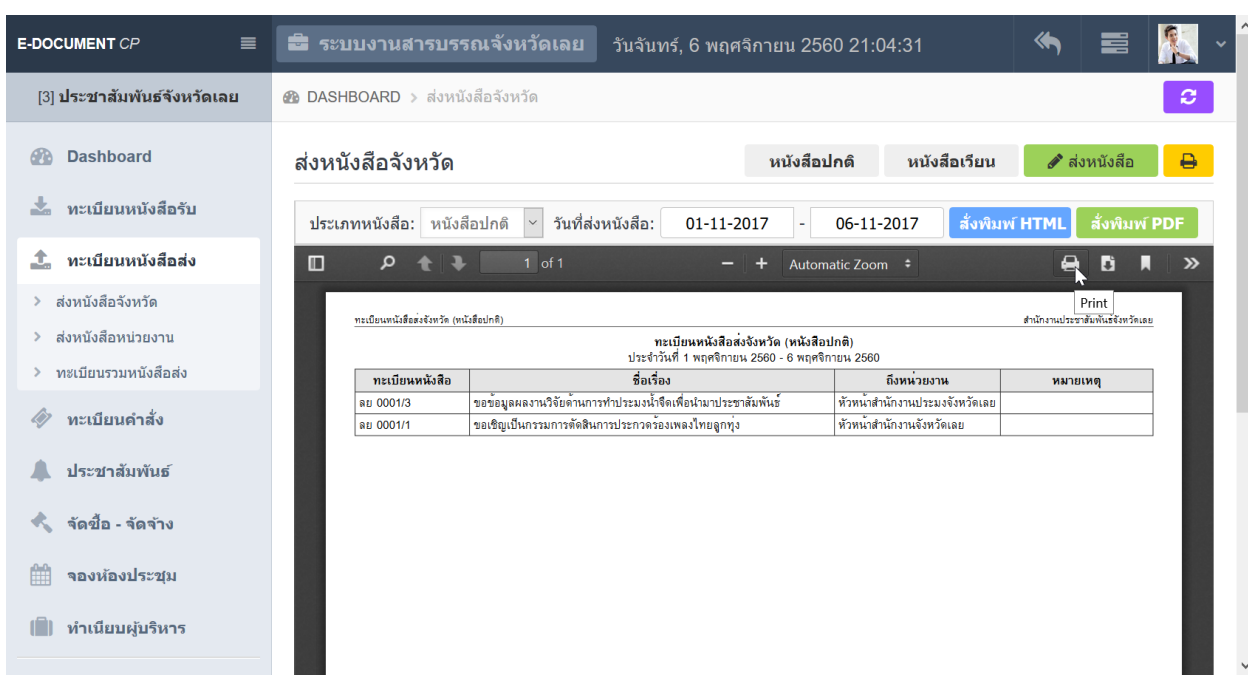 E-DOCUMENT CP
ระบบงานสารบรรณจังหวัดเลย วันจันทร์, 6 พฤศจิกายน 2560 21:04:31
[3] ประชาสัมพันธ์จังหวัดเลย
DASHBOARD > ส่งหนังสือจังหวัด
Dashboard
ทะเบียนหนังสือรับ
ทะเบียนหนังสือส่ง
> ส่งหนังสือจังหวัด
> ส่งหนังสือหน่วยงาน
> ทะเบียนรวมหนังสือส่ง
ทะเบียนคำสั่ง
ประชาสัมพันธ์
จัดซื้อ - จัดจ้าง
จองห้องประชุม
ทำเนียบผู้บริหาร
ส่งหนังสือจังหวัด หนังสือปกติ หนังสือเวียน ส่งหนังสือ
ประเภทหนังสือ: หนังสือปกติ วันที่ส่งหนังสือ: 01-11-2017 - 06-11-2017 สั่งพิมพ์ HTML สั่งพิมพ์ PDF
1 of 1 Automatic Zoom
Print
ทะเบียนหนังสือส่งจังหวัด (หนังสือปกติ) สำนักงานประชาสัมพันธ์จังหวัดเลย
ทะเบียนหนังสือส่งจังหวัด (หนังสือปกติ)
ประจำวันที่ 1 พฤศจิกายน 2560 - 6 พฤศจิกายน 2560
ทะเบียนหนังสือ ชื่อเรื่อง ถึงหน่วยงาน หมายเหตุ
ลย 0001/3 ขอข้อมูลผลงานวิจัยด้านการทำประมงน้ำจืดเพื่อนำมาประชาสัมพันธ์ หัวหน้าสำนักงานประมงจังหวัดเลย
ลย 0001/1 ขอเชิญเป็นกรรมการตัดสินการประกวดร้องเพลงไทยลูกทุ่ง หัวหน้าสำนักงานจังหวัดเลย